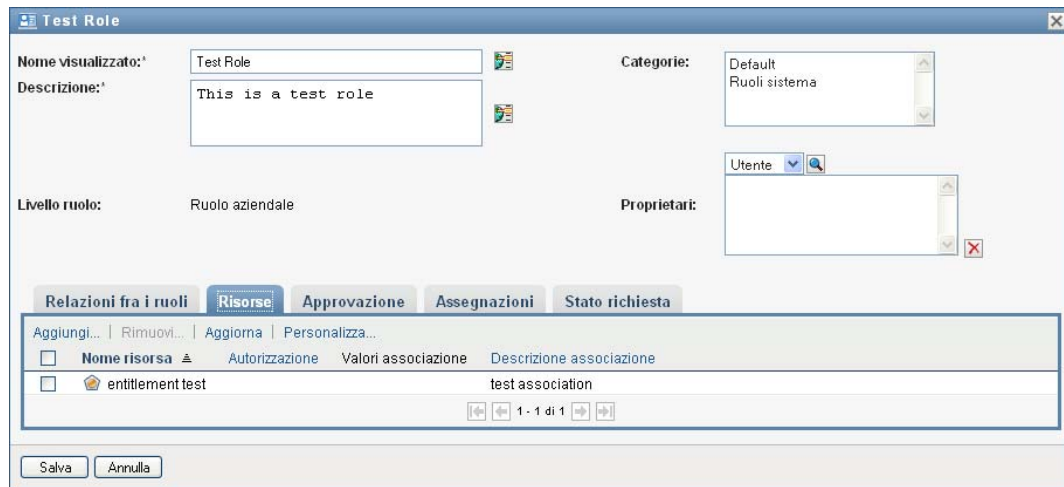 Test Role
Nome visualizzato:*
Test Role
Categorie:
Default
Ruoli sistema
Descrizione:*
This is a test role
Utente
Livello ruolo:
Ruolo aziendale
Proprietari:
Relazioni fra i ruoli Risorse Approvazione Assegnazioni Stato richiesta
Aggiungi... | Rimuovi... | Aggiorna | Personalizza...
Nome risorsa Autorizzazione Valori associazione Descrizione associazione
entitlement test test association
1 - 1 di 1
Salva Annulla